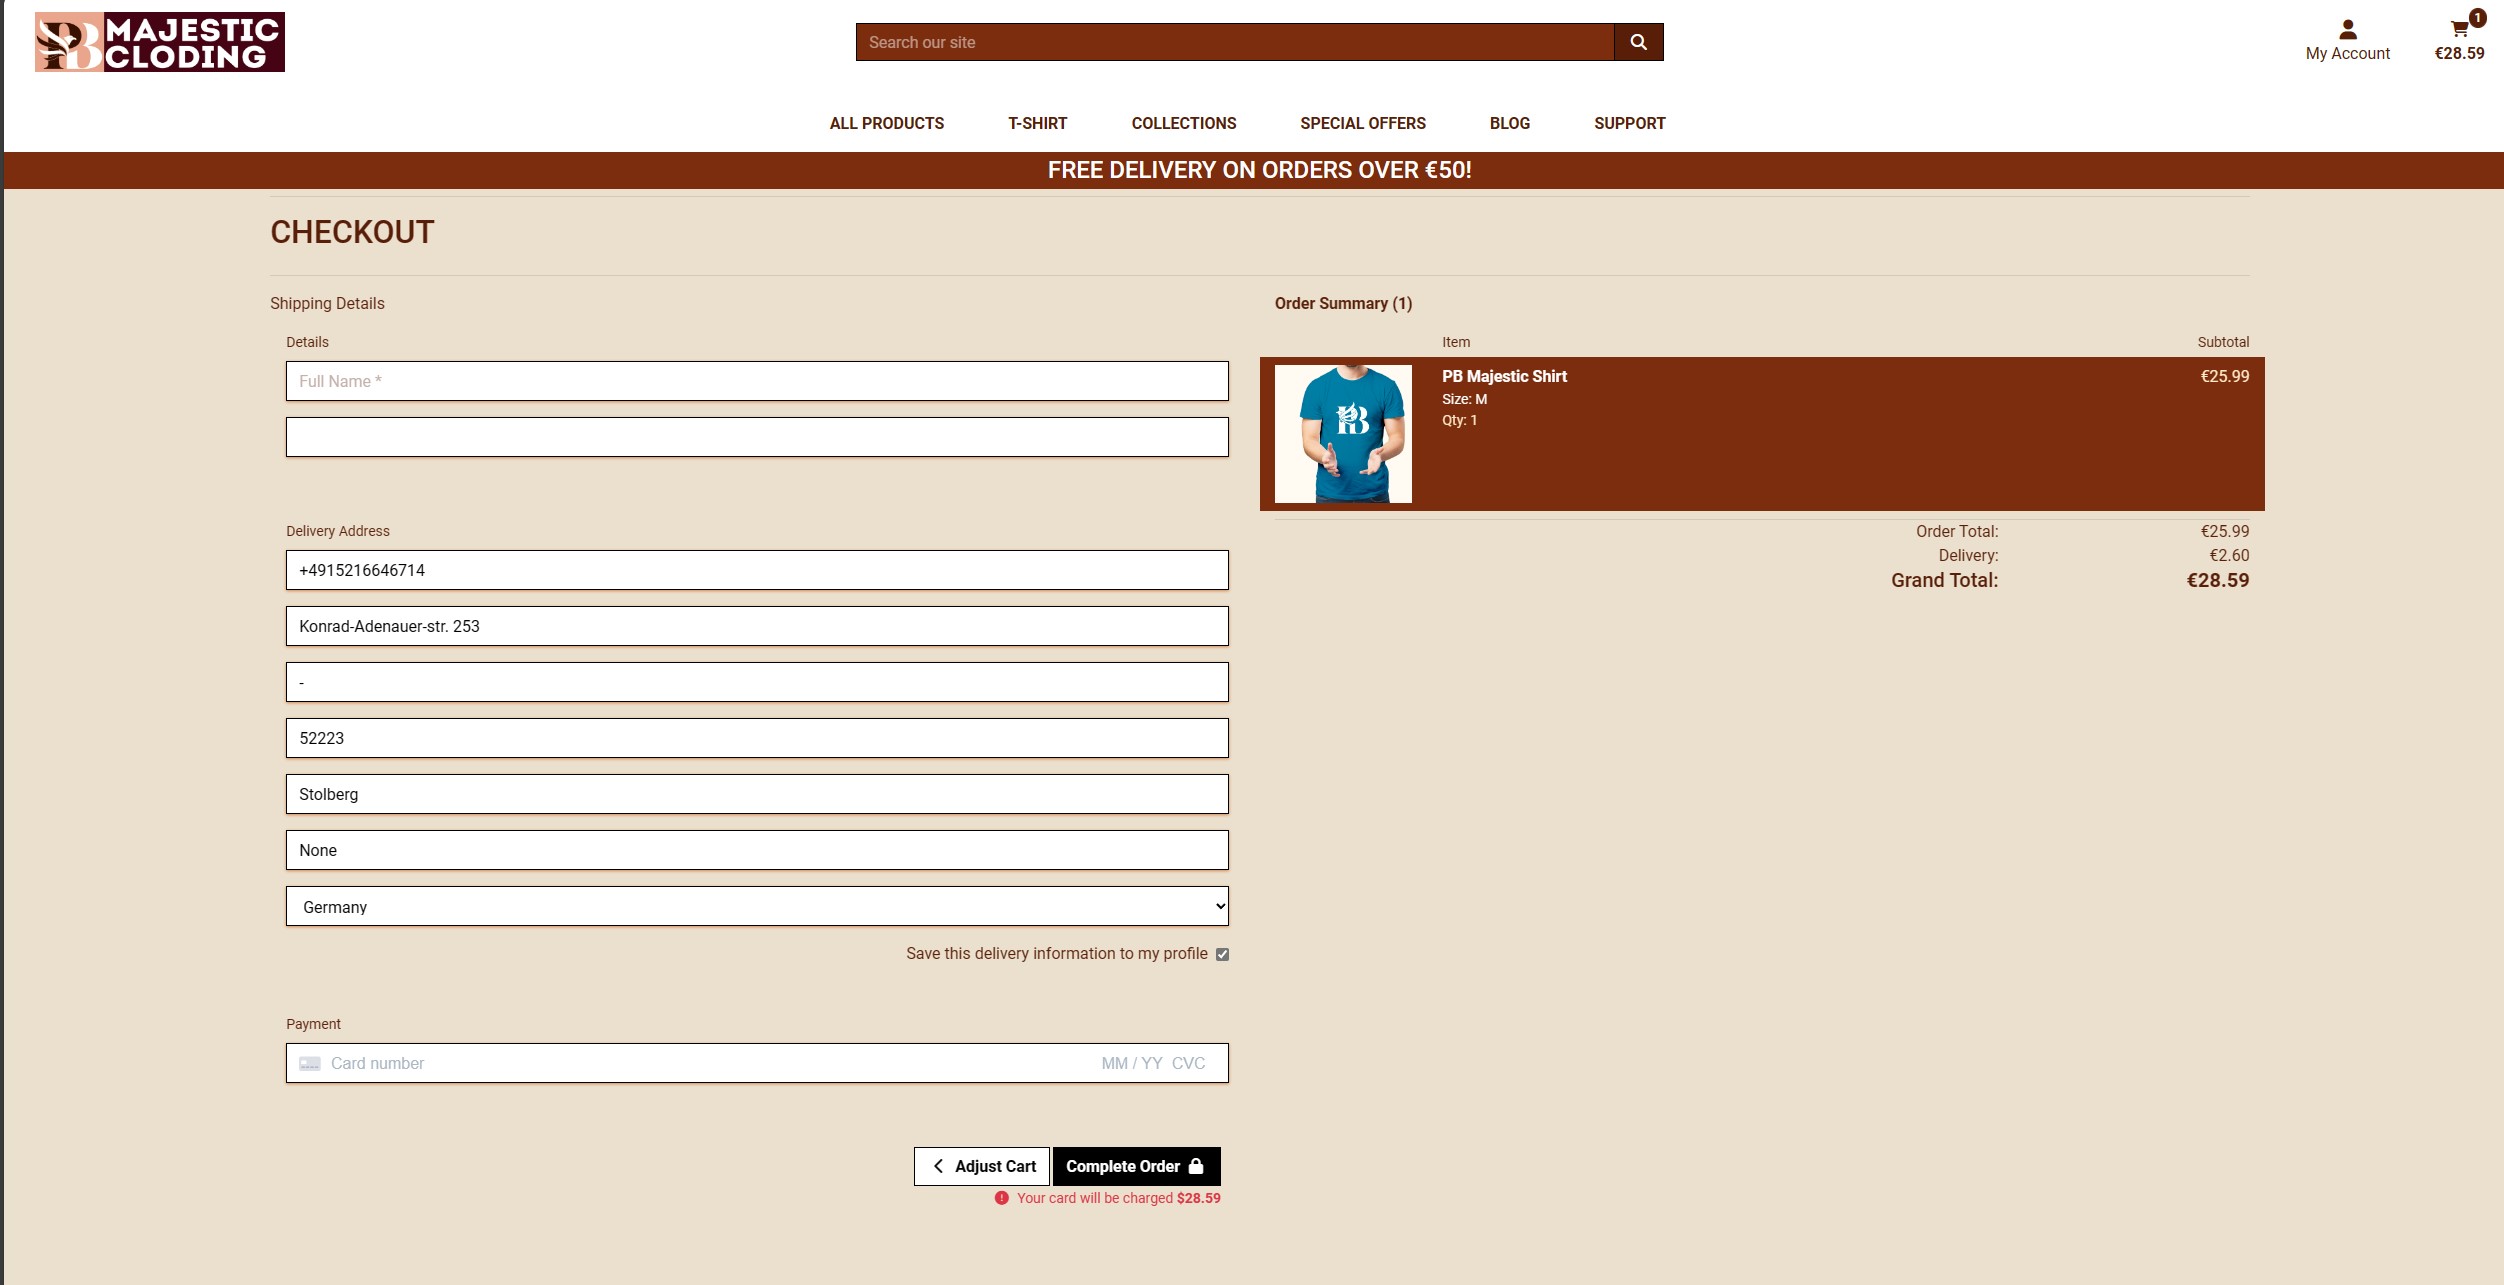 MAJESTIC
CLODING
Search our site
My Account
1
€28.59
ALL PRODUCTS
T-SHIRT
COLLECTIONS
SPECIAL OFFERS
BLOG
SUPPORT
FREE DELIVERY ON ORDERS OVER €50!
CHECKOUT
Shipping Details
Details
Full Name *
Delivery Address
+4915216646714
Konrad-Adenauer-str. 253
-
52223
Stolberg
None
Germany
Save this delivery information to my profile
Payment
Card number MM / YY CVC
Adjust Cart
Complete Order
Your card will be charged $28.59
Order Summary (1)
Item Subtotal
PB Majestic Shirt €25.99
Size: M
Qty: 1
PB
Order Total: €25.99
Delivery: €2.60
Grand Total: €28.59